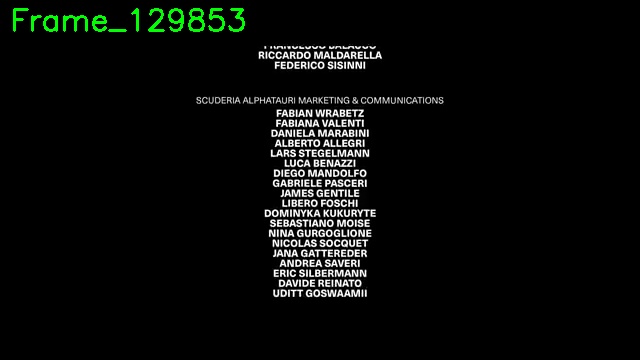 Frame_129853
RICCARDO MALDARELLA
FEDERICO SISINNI
SCUDERIA ALPHATAURI MARKETING & COMMUNICATIONS
FABIAN WRABETZ
FABIANA VALENTI
DANIELA MARABINI
ALBERTO ALLEGRI
LARS STEGELMANN
LUCA BENAZZI
DIEGO MANDOLFO
GABRIELE PASCERI
JAMES GENTILE
LIBERO FOSCHI
DOMINYKA KUKURYTE
SEBASTIANO MOISE
NINA GURGOGLIONE
NICOLAS SOCQUET
JANA GATTEREDER
ANDREA SAVERI
ERIC SILBERMANN
DAVIDE REINATO
UDITT GOSWAAMII